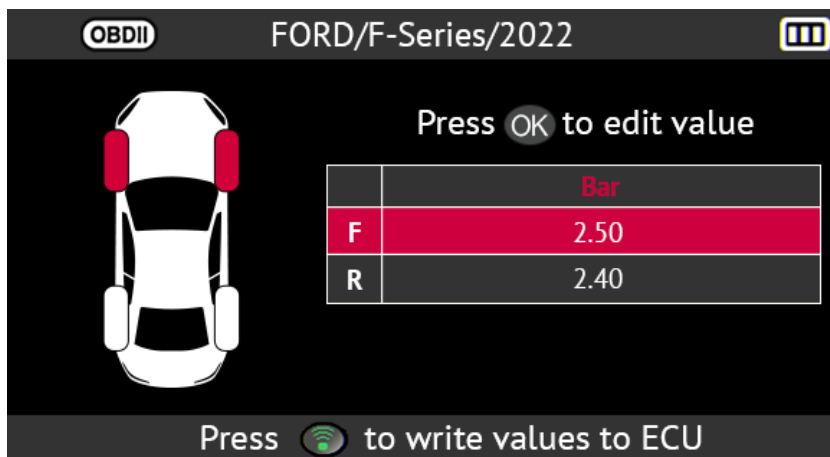 OBDII FORD/F-Series/2022
Press OK to edit value
Bar
F 2.50
R 2.40
Press to write values to ECU